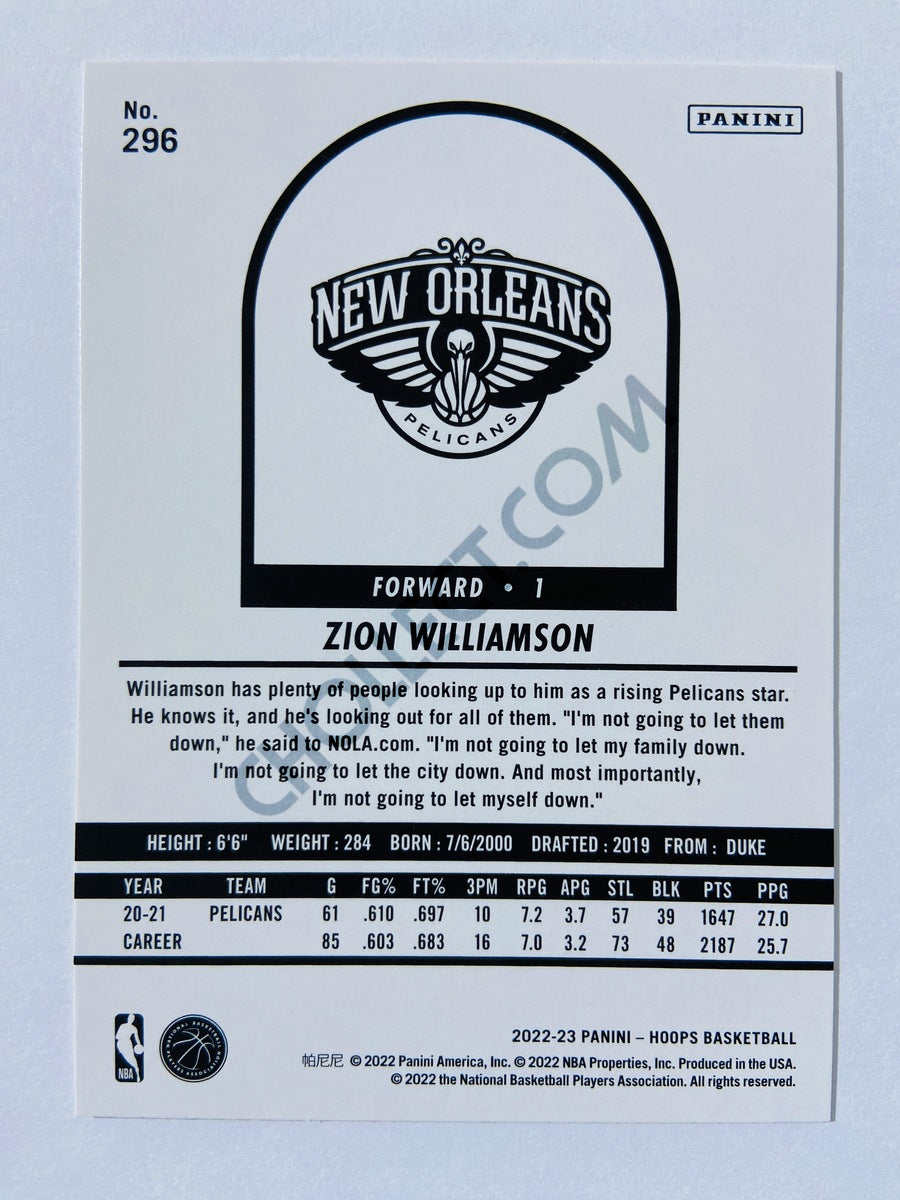 No.
296
PANINI
NEW ORLEANS
PELICANS
FORWARD • 1
ZION WILLIAMSON
Williamson has plenty of people looking up to him as a rising Pelicans star.
He knows it, and he's looking out for all of them. "I'm not going to let them
down," he said to NOLA.com. "I'm not going to let my family down.
I'm not going to let the city down. And most importantly,
I'm not going to let myself down."
HEIGHT : 6'6" WEIGHT : 284 BORN : 7/6/2000 DRAFTED : 2019 FROM : DUKE
YEAR TEAM G FG% FT% 3PM RPG APG STL BLK PTS PPG
20-21 PELICANS 61 .610 .697 10 7.2 3.7 57 39 1647 27.0
CAREER 85 .603 .683 16 7.0 3.2 73 48 2187 25.7
NBA
NATIONAL BASKETBALL PLAYERS ASSOCIATION
2022-23 PANINI – HOOPS BASKETBALL
帕尼尼 © 2022 Panini America, Inc. © 2022 NBA Properties, Inc. Produced in the USA.
© 2022 the National Basketball Players Association. All rights reserved.
CHOLLECT.COM